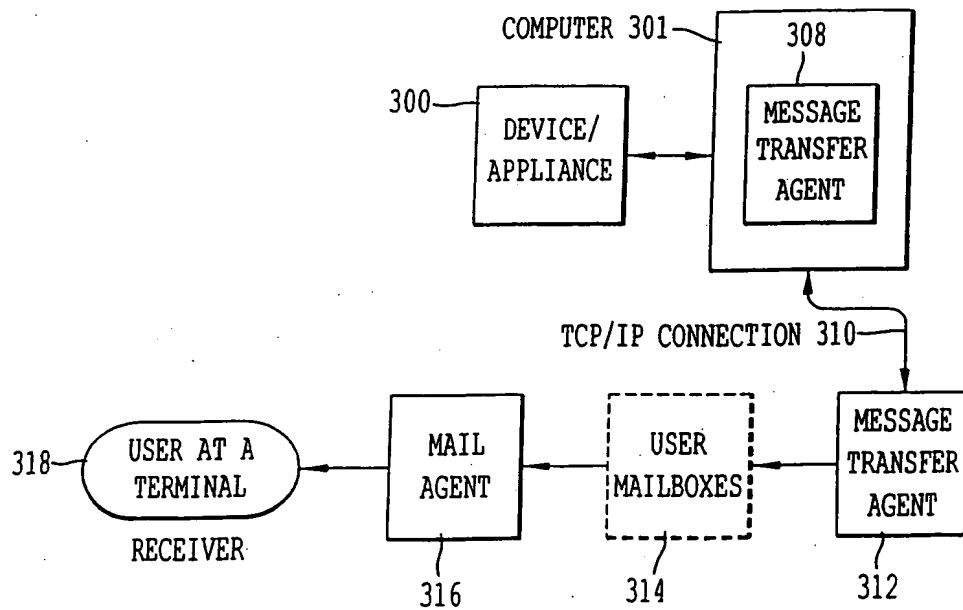 COMPUTER 301
308
300
DEVICE/
APPLIANCE
MESSAGE
TRANSFER
AGENT
TCP/IP CONNECTION 310
318
USER AT A
TERMINAL
RECEIVER
MAIL
AGENT
316
USER
MAILBOXES
314
MESSAGE
TRANSFER
AGENT
312